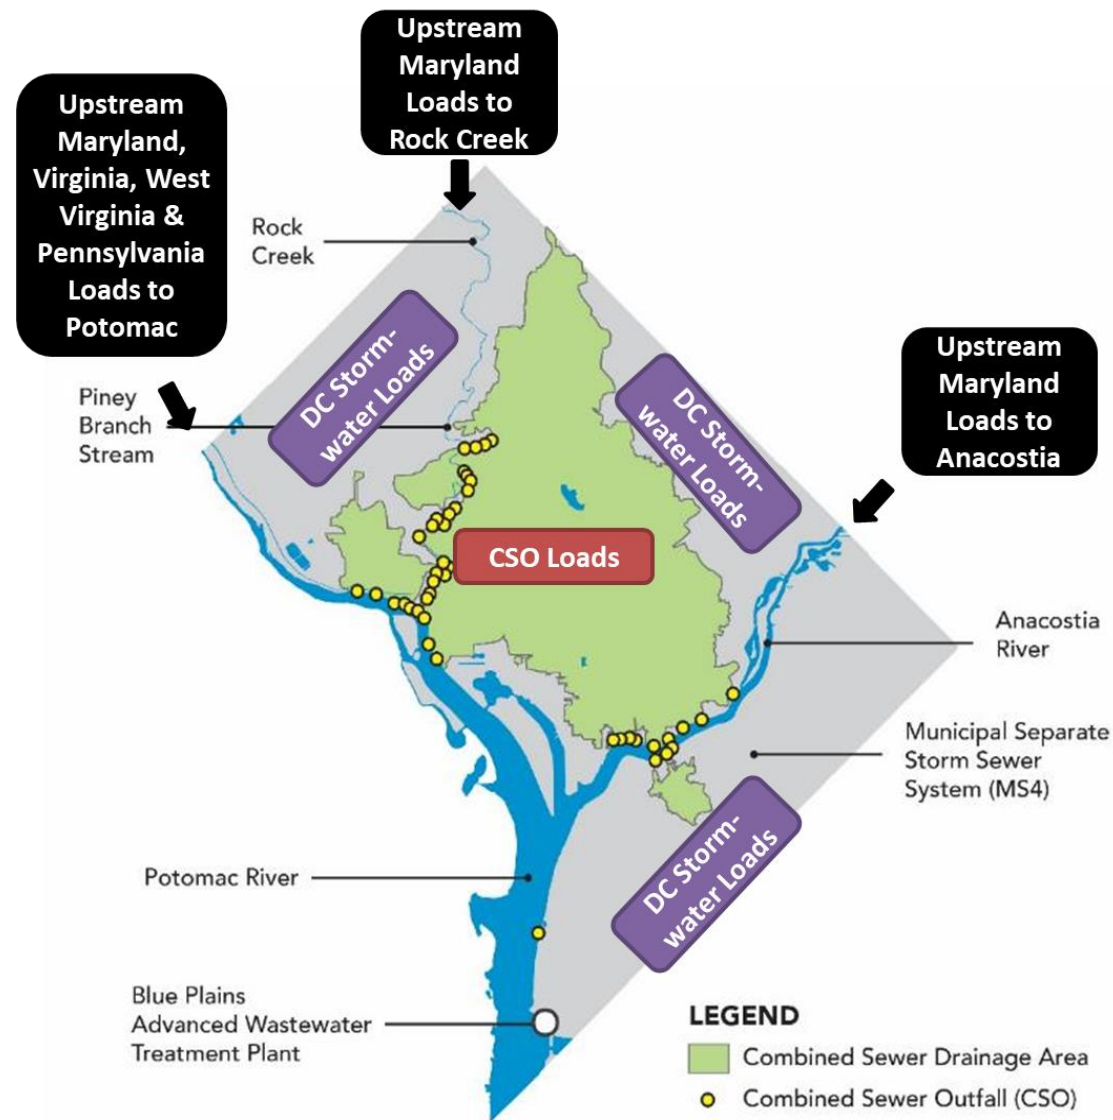 Upstream
Maryland
Loads to
Rock Creek
Upstream
Maryland,
Virginia, West
Virginia &
Pennsylvania
Loads to
Potomac
Rock
Creek
DC Storm-
water Loads
Upstream
Maryland
Loads to
Anacostia
DC Storm-
water Loads
Piney
Branch
Stream
CSO Loads
Anacostia
River
Municipal Separate
Storm Sewer
System (MS4)
DC Storm-
water Loads
Potomac River
Blue Plains
Advanced Wastewater
Treatment Plant
LEGEND
Combined Sewer Drainage Area
Combined Sewer Outfall (CSO)